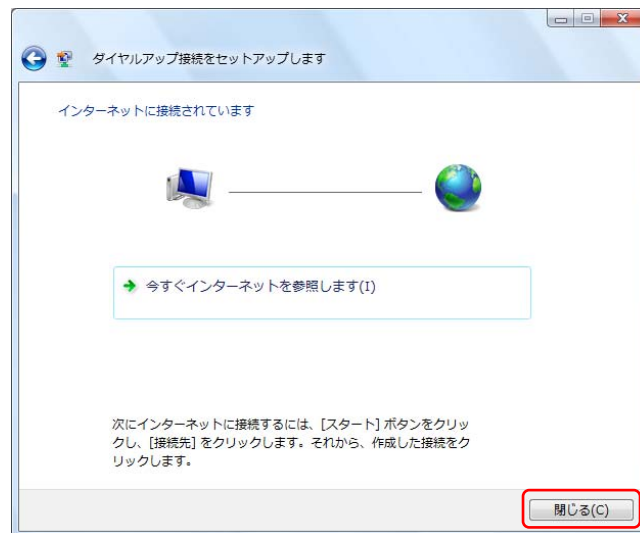 ダイヤルアップ接続をセットアップします
インターネットに接続されています
今すぐインターネットを参照します(I)
次にインターネットに接続するには、[スタート] ボタンをクリッ
クし、[接続先] をクリックします。それから、作成した接続をク
リックします。
閉じる(C)